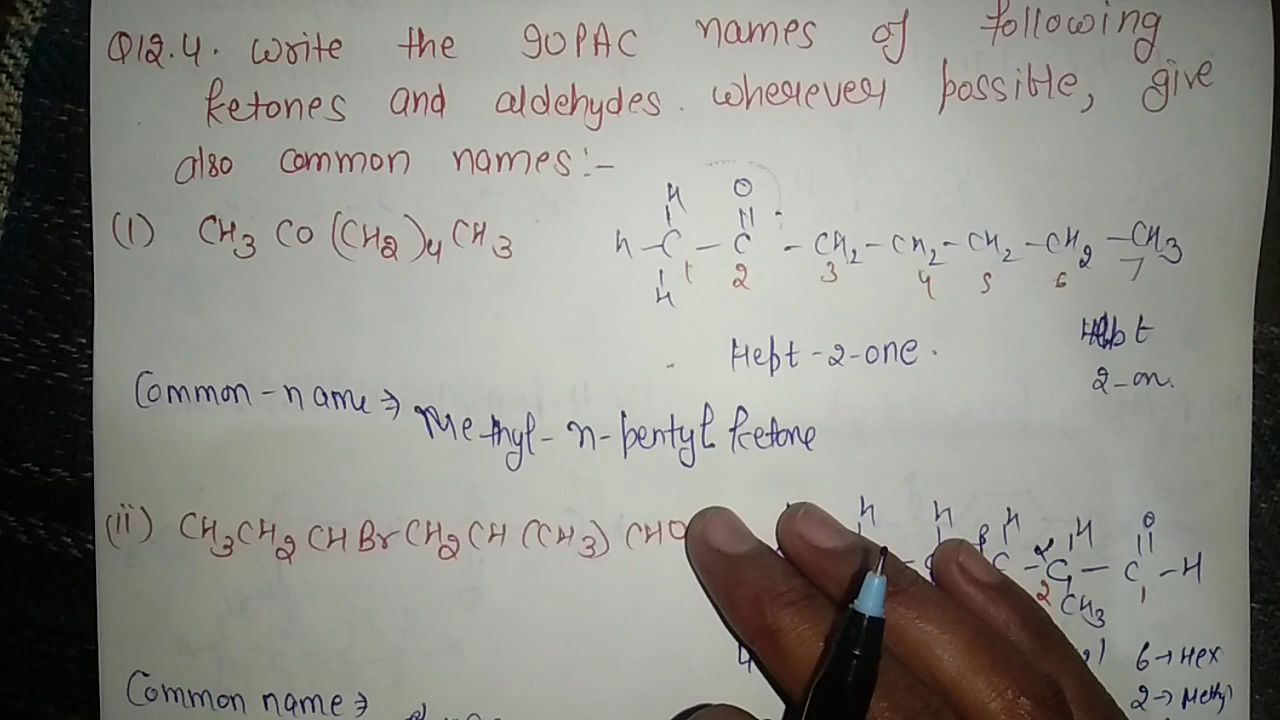 Q12.4. Write the IUPAC names of following
ketones and aldehydes. wherever possible, give
also common names:-
(i) CH3 CO (CH2)4 CH3
H
O
H - C - C - CH2 - CH2 - CH2 - CH2 - CH3
1 2 3 4 5 6 7
H
Hept-2-one.
Hept
2-on.
Common-name ⇒ Methyl-n-pentyl ketone
(ii) CH3CH2 CHBr CH2CH (CH3) CHO
H H H H O
β C - α C - C - H
2 1
CH3
6→Hex
2→Methyl
Common name ⇒